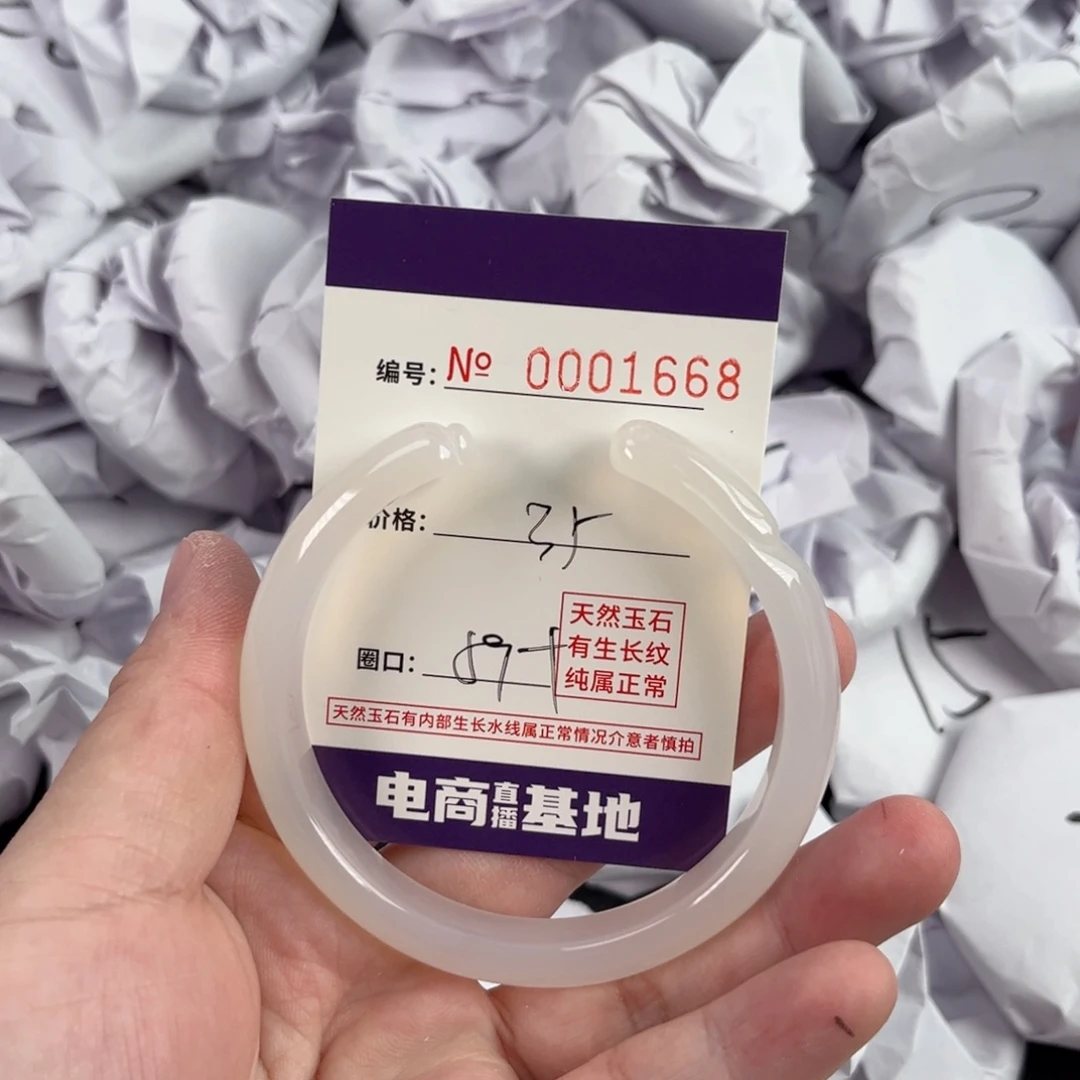 编号: № 0001668
价格: 35
圈口: 59-
天然玉石
有生长纹
纯属正常
天然玉石有内部生长水线属正常情况介意者慎拍
电商直播基地